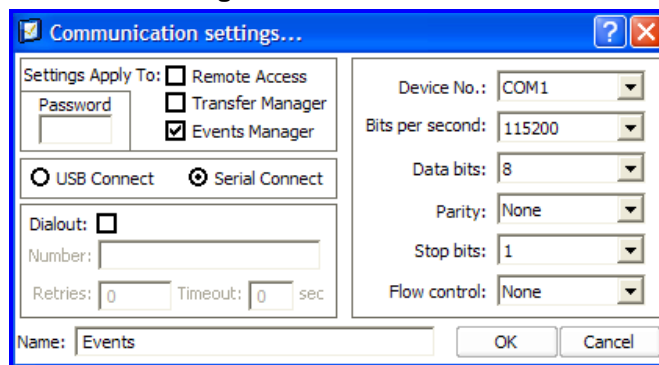 Communication settings...
Settings Apply To: Remote Access
Password
Transfer Manager
Events Manager
USB Connect Serial Connect
Dialout:
Number:
Retries: 0 Timeout: 0 sec
Device No.: COM1
Bits per second: 115200
Data bits: 8
Parity: None
Stop bits: 1
Flow control: None
Name: Events
OK Cancel